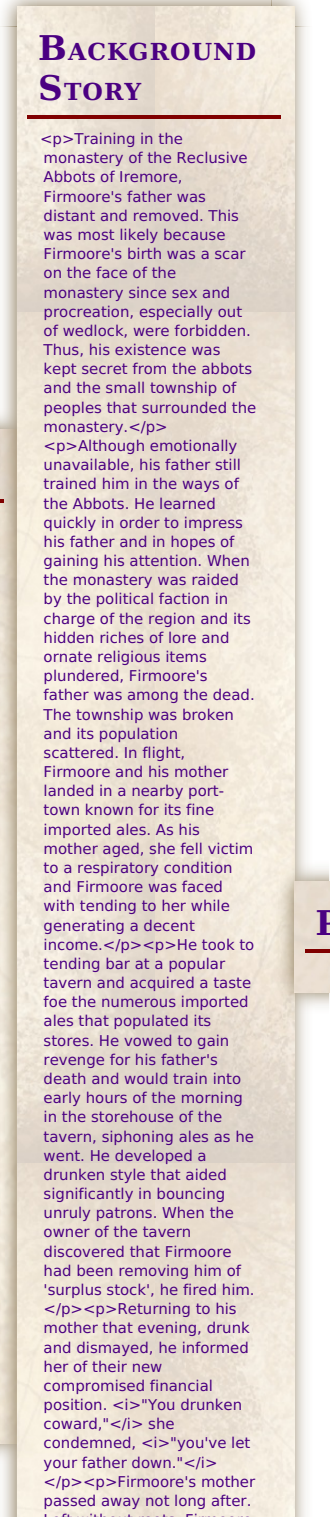 Background
Story
<p>Training in the
monastery of the Reclusive
Abbots of Iremore,
Firmoore's father was
distant and removed. This
was most likely because
Firmoore's birth was a scar
on the face of the
monastery since sex and
procreation, especially out
of wedlock, were forbidden.
Thus, his existence was
kept secret from the abbots
and the small township of
peoples that surrounded the
monastery.</p>
<p>Although emotionally
unavailable, his father still
trained him in the ways of
the Abbots. He learned
quickly in order to impress
his father and in hopes of
gaining his attention. When
the monastery was raided
by the political faction in
charge of the region and its
hidden riches of lore and
ornate religious items
plundered, Firmoore's
father was among the dead.
The township was broken
and its population
scattered. In flight,
Firmoore and his mother
landed in a nearby port-
town known for its fine
imported ales. As his
mother aged, she fell victim
to a respiratory condition
and Firmoore was faced
with tending to her while
generating a decent
income.</p><p>He took to
tending bar at a popular
tavern and acquired a taste
foe the numerous imported
ales that populated its
stores. He vowed to gain
revenge for his father's
death and would train into
early hours of the morning
in the storehouse of the
tavern, siphoning ales as he
went. He developed a
drunken style that aided
significantly in bouncing
unruly patrons. When the
owner of the tavern
discovered that Firmoore
had been removing him of
'surplus stock', he fired him.
</p><p>Returning to his
mother that evening, drunk
and dismayed, he informed
her of their new
compromised financial
position. <i>"You drunken
coward,"</i> she
condemned, <i>"you've let
your father down."</i>
</p><p>Firmoore's mother
passed away not long after.